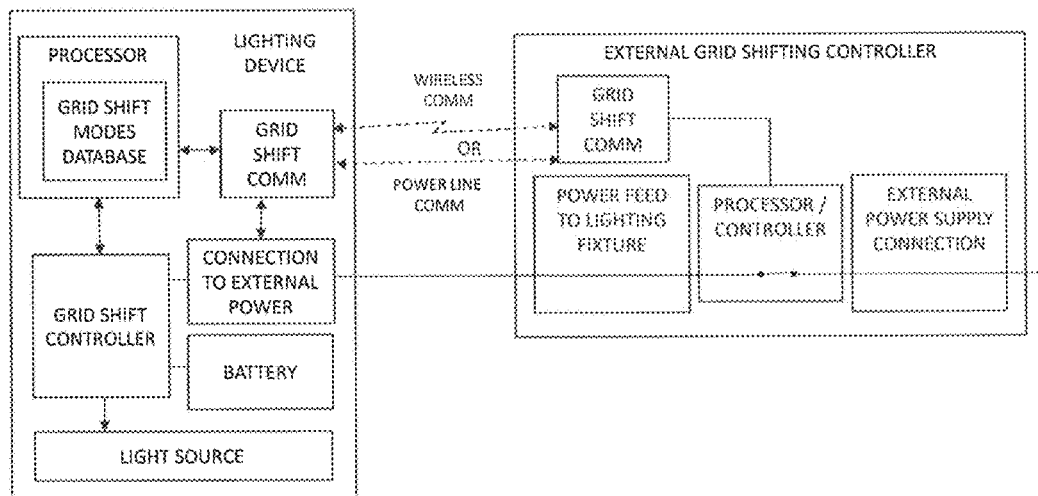 PROCESSOR
LIGHTING
DEVICE
GRID SHIFT
MODES
DATABASE
GRID
SHIFT
COMM
CONNECTION
TO EXTERNAL
POWER
GRID SHIFT
CONTROLLER
BATTERY
LIGHT SOURCE
WIRELESS
COMM
OR
POWER LINE
COMM
EXTERNAL GRID SHIFTING CONTROLLER
GRID
SHIFT
COMM
POWER FEED
TO LIGHTING
FIXTURE
PROCESSOR /
CONTROLLER
EXTERNAL
POWER SUPPLY
CONNECTION